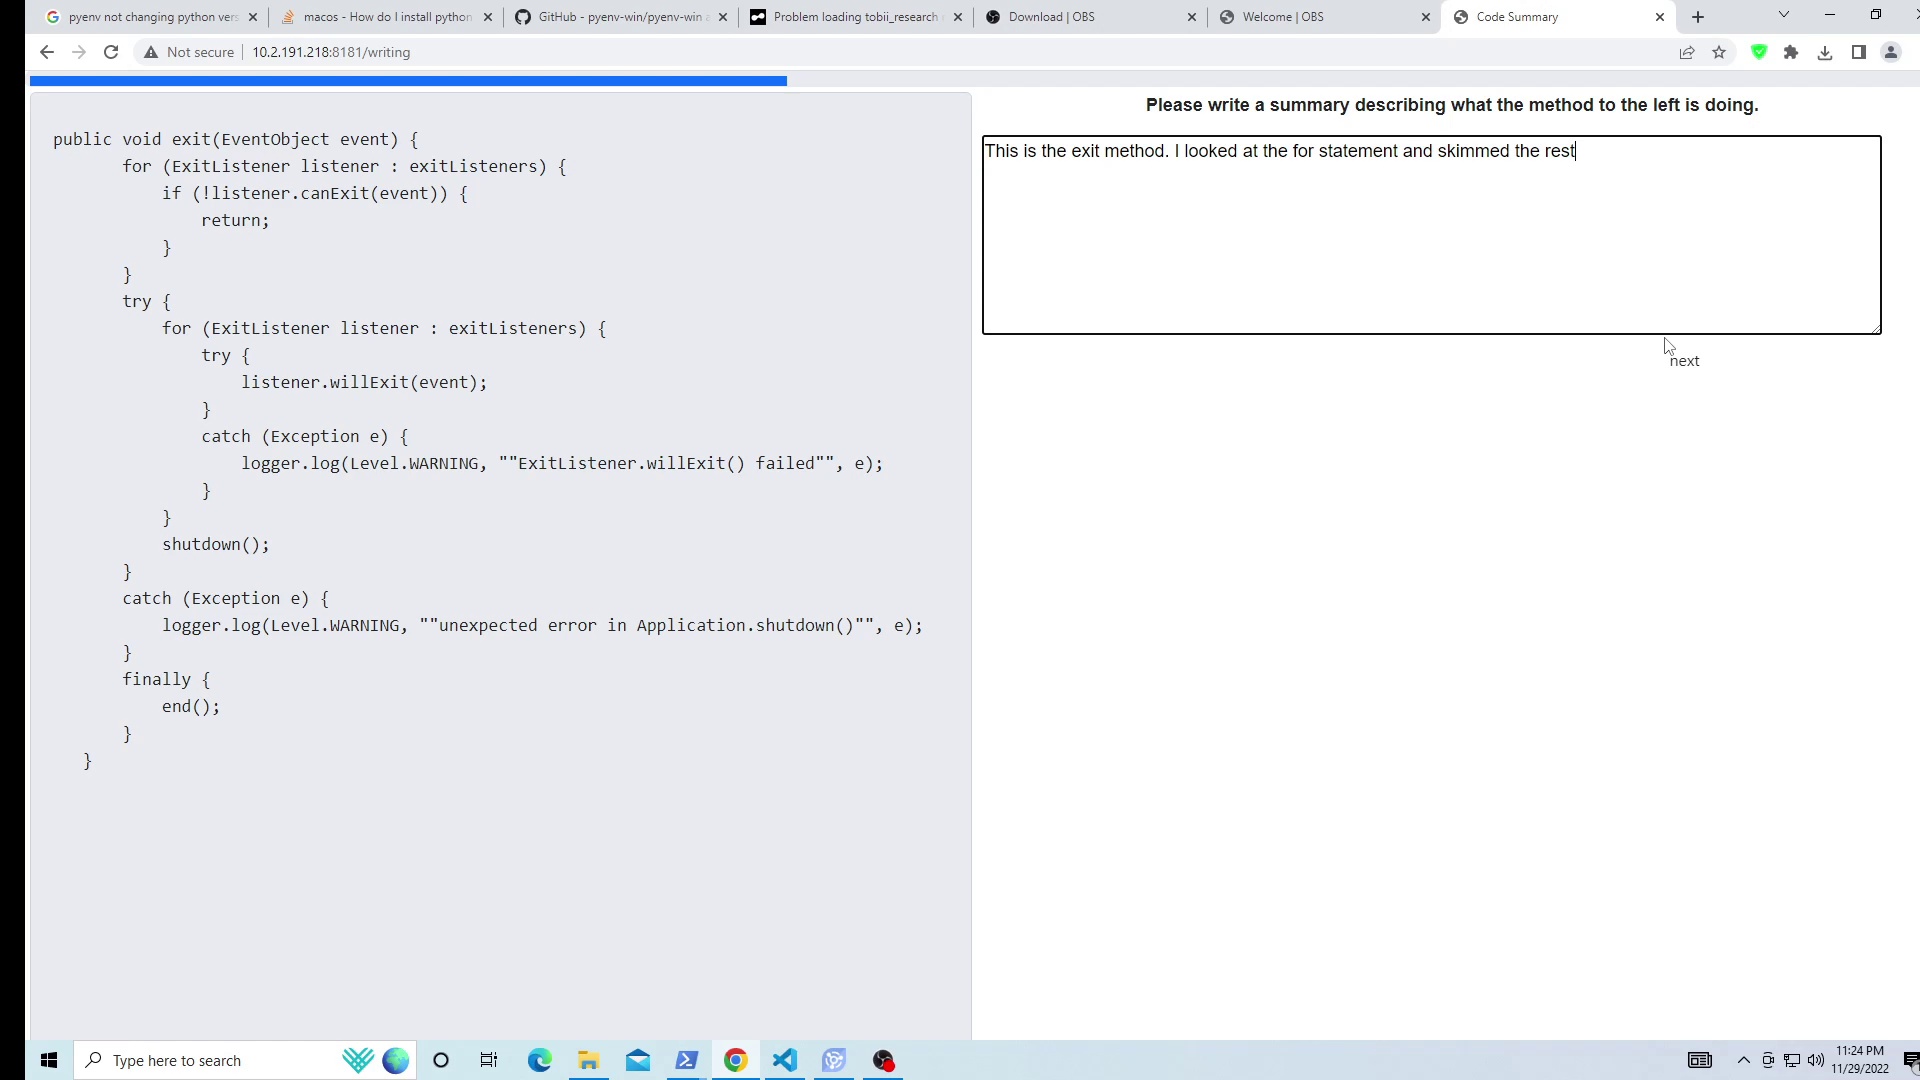 pyenv not changing python vers
macos - How do I install python
GitHub - pyenv-win/pyenv-win a
Problem loading tobii_research
Download | OBS
Welcome | OBS
Code Summary
Not secure
10.2.191.218:8181/writing
public void exit(EventObject event) {
for (ExitListener listener : exitListeners) {
if (!listener.canExit(event)) {
return;
}
}
try {
for (ExitListener listener : exitListeners) {
try {
listener.willExit(event);
}
catch (Exception e) {
logger.log(Level.WARNING, ""ExitListener.willExit() failed"", e);
}
}
shutdown();
}
catch (Exception e) {
logger.log(Level.WARNING, ""unexpected error in Application.shutdown()"", e);
}
finally {
end();
}
}
Please write a summary describing what the method to the left is doing.
This is the exit method. I looked at the for statement and skimmed the rest
next
Type here to search
11:24 PM
11/29/2022